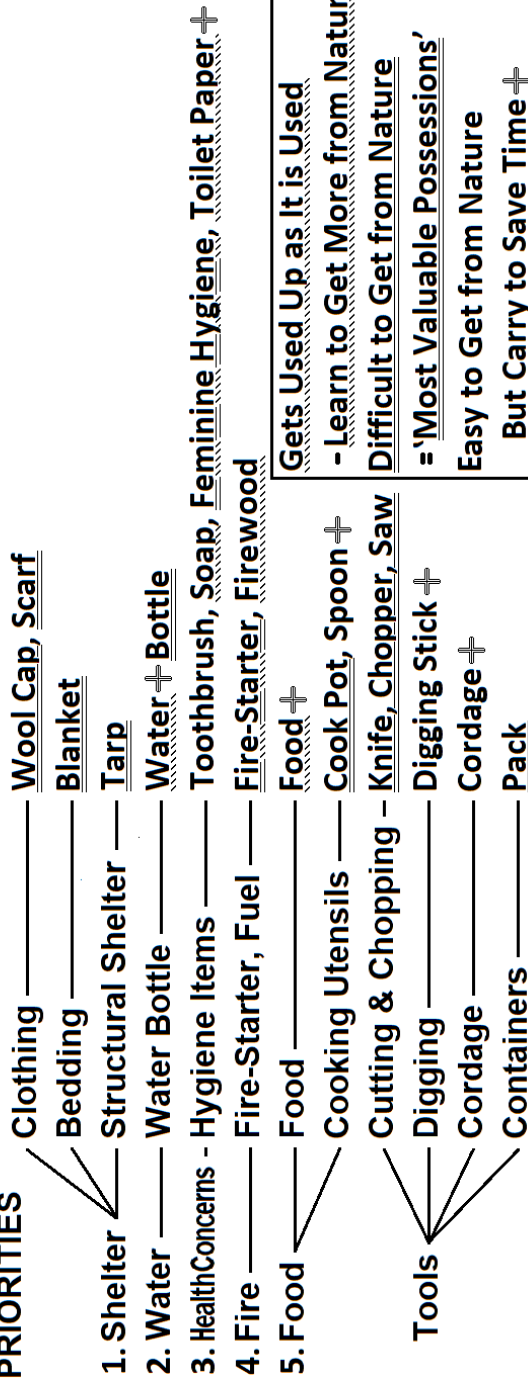 PRIORITIES
Clothing Wool Cap, Scarf
Bedding Blanket
1. Shelter Structural Shelter Tarp
2. Water Water Bottle Water Bottle
3. HealthConcerns Hygiene Items Toothbrush, Soap, Feminine Hygiene, Toilet Paper
4. Fire Fire-Starter, Fuel Fire-Starter, Firewood
5. Food Food Food
Cooking Utensils Cook Pot, Spoon
Cutting & Chopping Knife, Chopper, Saw
Tools Digging Digging Stick
Cordage Cordage
Containers Pack
Gets Used Up as It is Used
- Learn to Get More from Natur
Difficult to Get from Nature
=‘Most Valuable Possessions’
Easy to Get from Nature
But Carry to Save Time